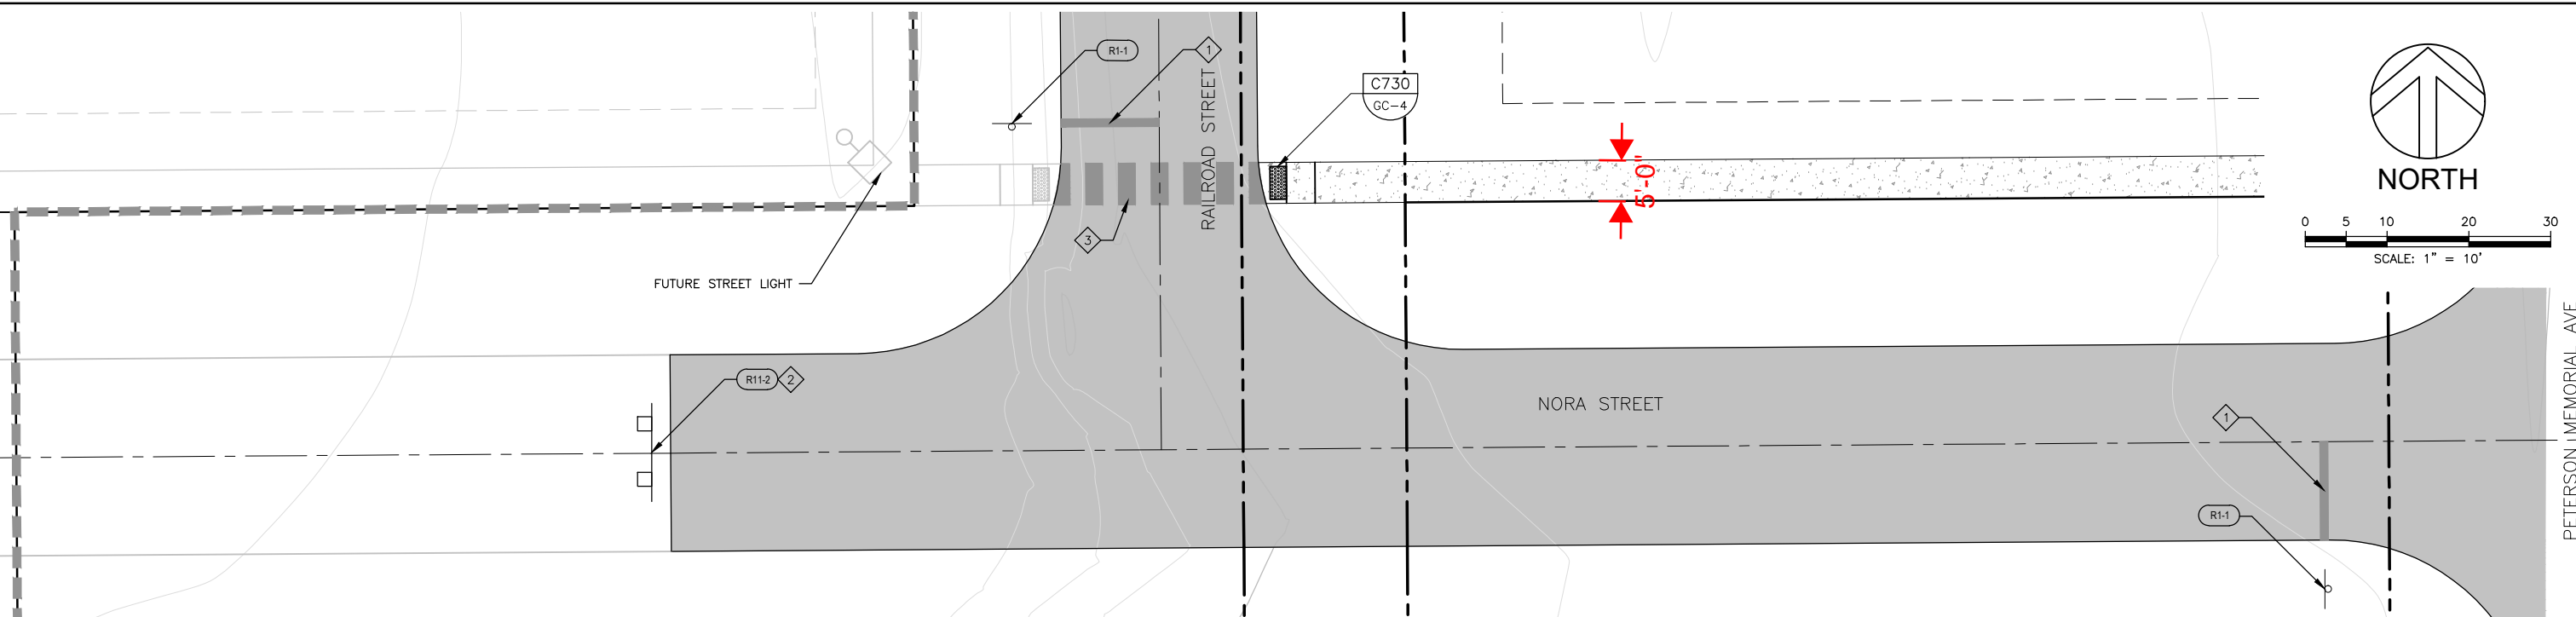 R1-1
1
RAILROAD STREET
C730
GC-4
5'-0"
NORTH
0 5 10 20 30
SCALE: 1" = 10'
3
FUTURE STREET LIGHT
R11-2
2
NORA STREET
1
R1-1
PETERSON MEMORIAL AVE